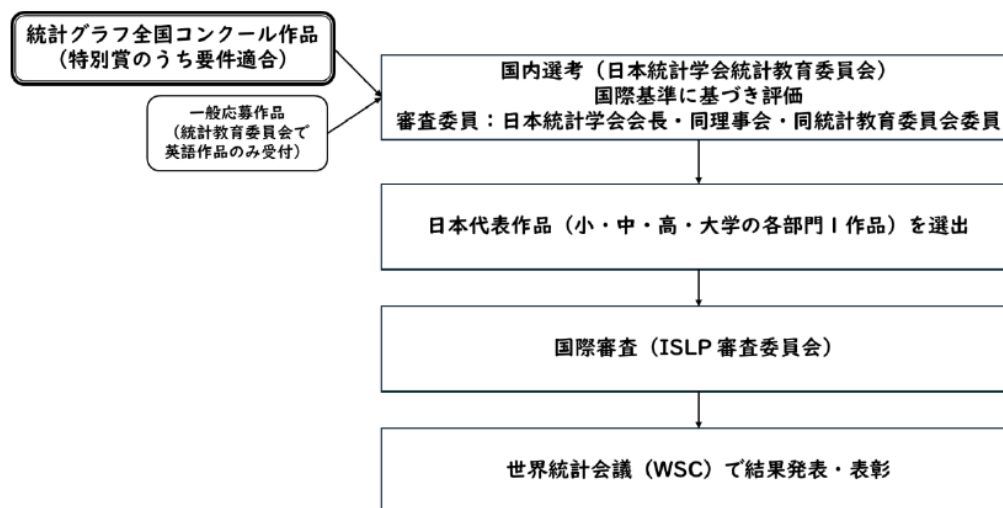 統計グラフ全国コンクール作品
（特別賞のうち要件適合）
一般応募作品
（統計教育委員会で
英語作品のみ受付）
国内選考（日本統計学会統計教育委員会）
国際基準に基づき評価
審査委員：日本統計学会会長・同理事会・同統計教育委員会委員
日本代表作品（小・中・高・大学の各部門１作品）を選出
国際審査（ISLP 審査委員会）
世界統計会議（WSC）で結果発表・表彰